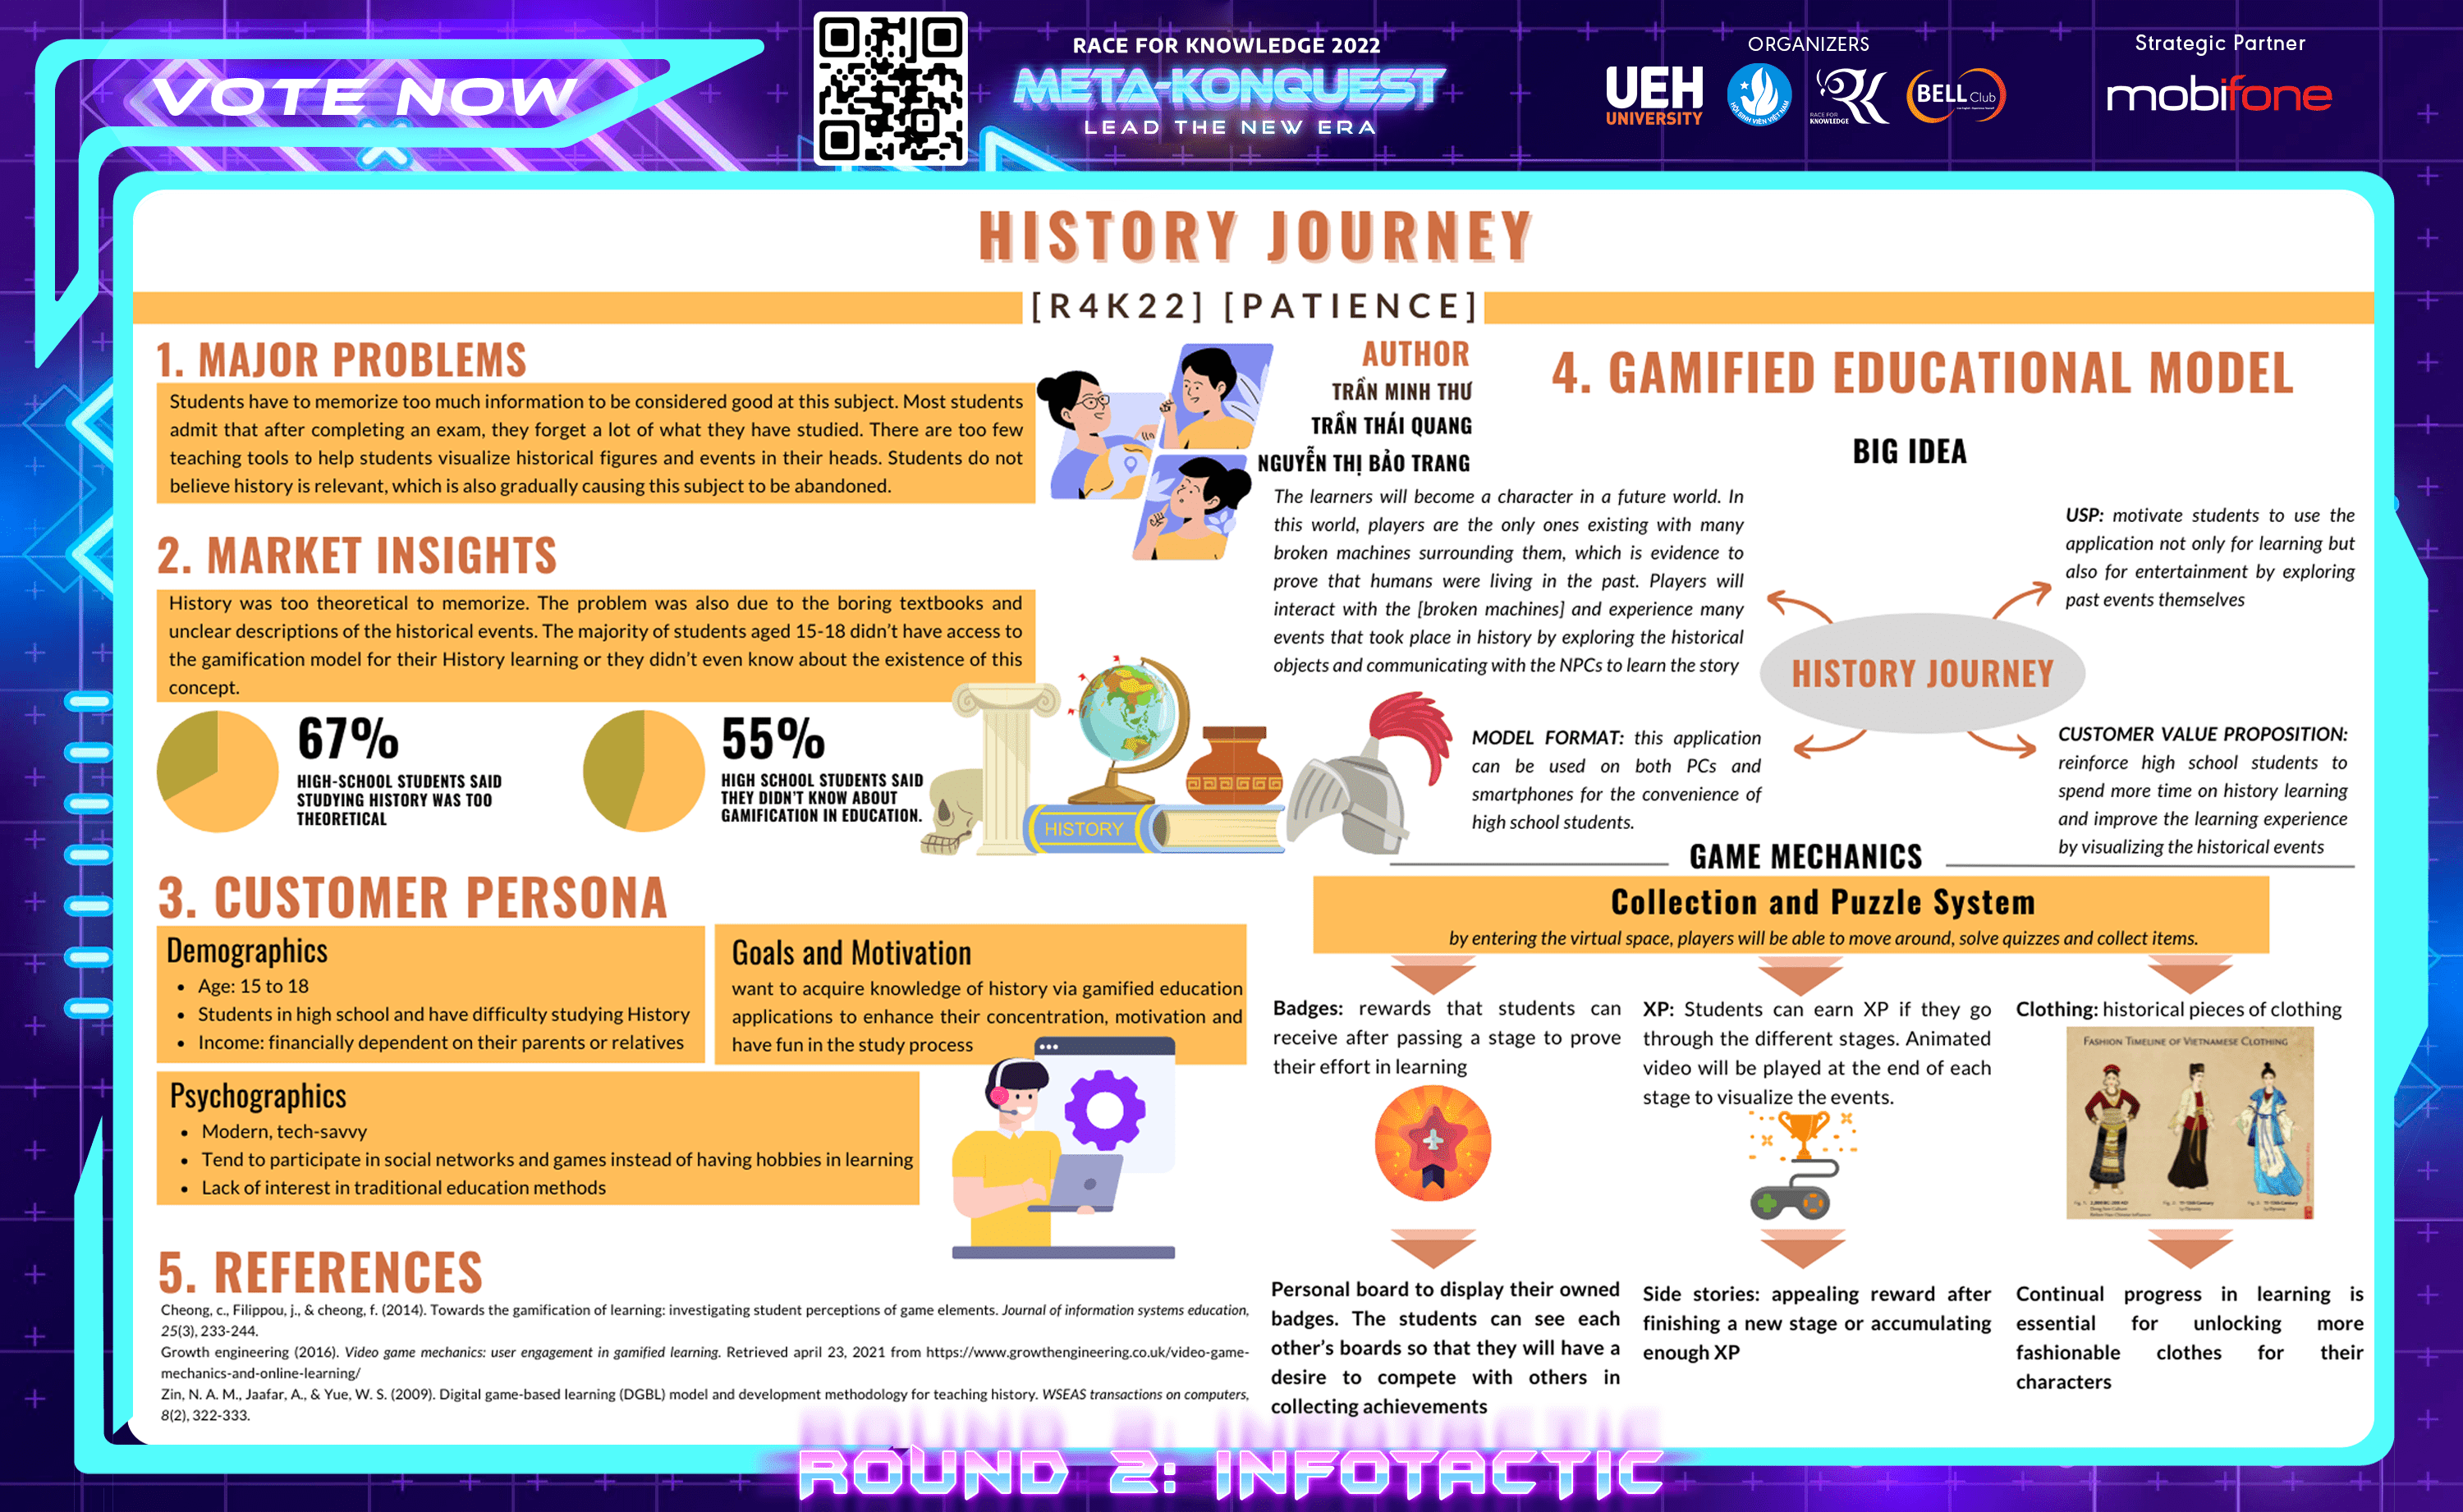 VOTE NOW
RACE FOR KNOWLEDGE 2022
META-KONQUEST
LEAD THE NEW ERA
ORGANIZERS
UEH
UNIVERSITY
HỘI SINH VIÊN VIỆT NAM
RACE FOR
KNOWLEDGE
BELL Club
Strategic Partner
mobifone
HISTORY JOURNEY
[R4K22] [PATIENCE]
1. MAJOR PROBLEMS
Students have to memorize too much information to be considered good at this subject. Most students
admit that after completing an exam, they forget a lot of what they have studied. There are too few
teaching tools to help students visualize historical figures and events in their heads. Students do not
believe history is relevant, which is also gradually causing this subject to be abandoned.
AUTHOR
TRẦN MINH THƯ
TRẦN THÁI QUANG
NGUYỄN THỊ BẢO TRANG
2. MARKET INSIGHTS
History was too theoretical to memorize. The problem was also due to the boring textbooks and
unclear descriptions of the historical events. The majority of students aged 15-18 didn't have access to
the gamification model for their History learning or they didn't even know about the existence of this
concept.
67%
HIGH-SCHOOL STUDENTS SAID
STUDYING HISTORY WAS TOO
THEORETICAL
55%
HIGH SCHOOL STUDENTS SAID
THEY DIDN'T KNOW ABOUT
GAMIFICATION IN EDUCATION.
HISTORY
3. CUSTOMER PERSONA
Demographics
• Age: 15 to 18
• Students in high school and have difficulty studying History
• Income: financially dependent on their parents or relatives
Goals and Motivation
want to acquire knowledge of history via gamified education
applications to enhance their concentration, motivation and
have fun in the study process
Psychographics
• Modern, tech-savvy
• Tend to participate in social networks and games instead of having hobbies in learning
• Lack of interest in traditional education methods
4. GAMIFIED EDUCATIONAL MODEL
BIG IDEA
The learners will become a character in a future world. In
this world, players are the only ones existing with many
broken machines surrounding them, which is evidence to
prove that humans were living in the past. Players will
interact with the [broken machines] and experience many
events that took place in history by exploring the historical
objects and communicating with the NPCs to learn the story
USP: motivate students to use the
application not only for learning but
also for entertainment by exploring
past events themselves
HISTORY JOURNEY
MODEL FORMAT: this application
can be used on both PCs and
smartphones for the convenience of
high school students.
CUSTOMER VALUE PROPOSITION:
reinforce high school students to
spend more time on history learning
and improve the learning experience
by visualizing the historical events
GAME MECHANICS
Collection and Puzzle System
by entering the virtual space, players will be able to move around, solve quizzes and collect items.
Badges: rewards that students can
receive after passing a stage to prove
their effort in learning
Personal board to display their owned
badges. The students can see each
other's boards so that they will have a
desire to compete with others in
collecting achievements
XP: Students can earn XP if they go
through the different stages. Animated
video will be played at the end of each
stage to visualize the events.
Side stories: appealing reward after
finishing a new stage or accumulating
enough XP
Clothing: historical pieces of clothing
FASHION TIMELINE OF VIETNAMESE CLOTHING
Continual progress in learning is
essential for unlocking more
fashionable clothes for their
characters
5. REFERENCES
Cheong, c., Filippou, j., & cheong, f. (2014). Towards the gamification of learning: investigating student perceptions of game elements. Journal of information systems education,
25(3), 233-244.
Growth engineering (2016). Video game mechanics: user engagement in gamified learning. Retrieved april 23, 2021 from https://www.growthengineering.co.uk/video-game-
mechanics-and-online-learning/
Zin, N. A. M., Jaafar, A., & Yue, W. S. (2009). Digital game-based learning (DGBL) model and development methodology for teaching history. WSEAS transactions on computers,
8(2), 322-333.
ROUND 2: INFOTACTIC